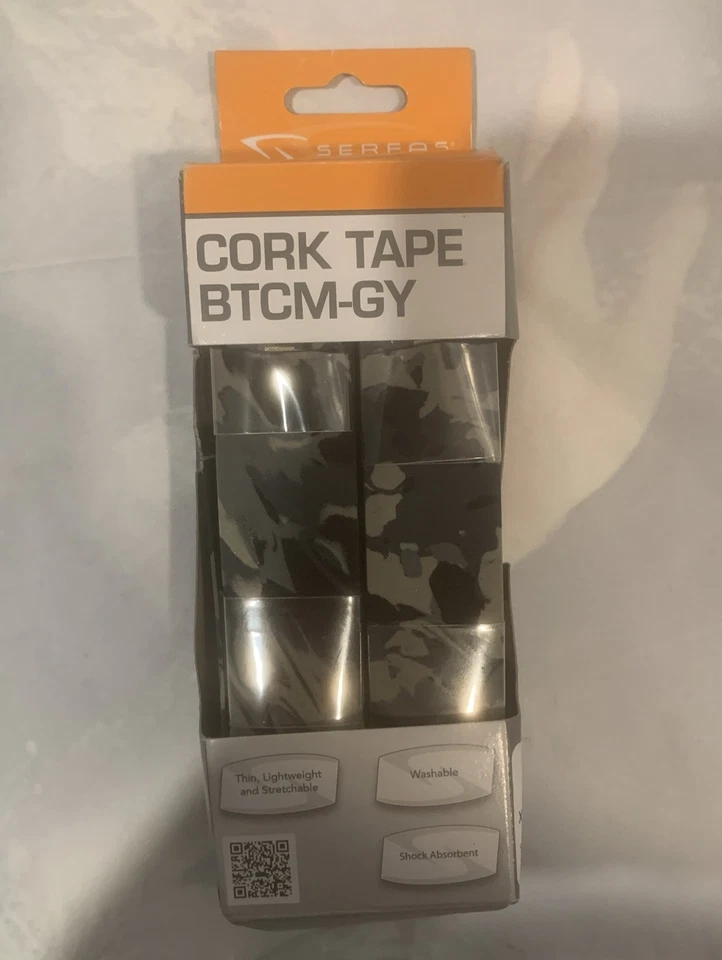 SERFAS
CORK TAPE
BTCM-GY
Thin, Lightweight
and Stretchable
Washable
Shock Absorbent